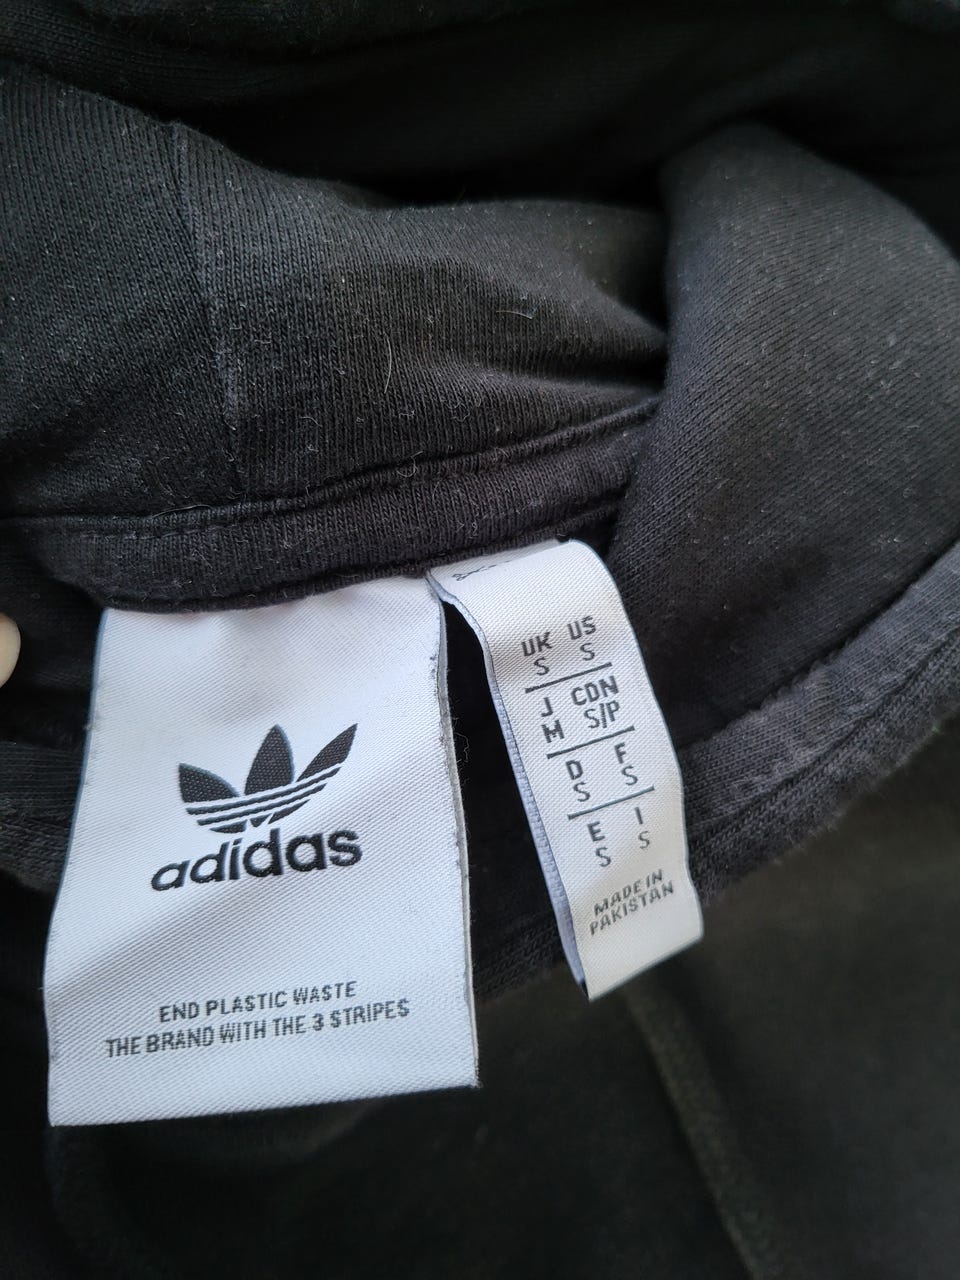 adidas
END PLASTIC WASTE
THE BRAND WITH THE 3 STRIPES
UK US
S S
J CDN
M S/P
D F
S S
E I
S S
MADE IN
PAKISTAN